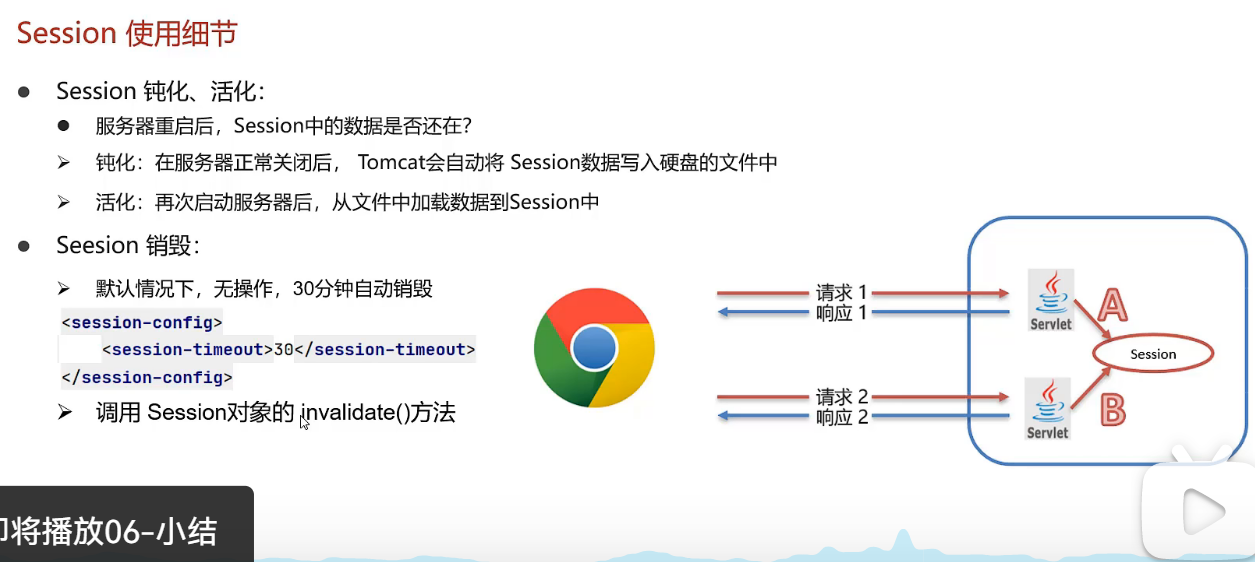 Session 使用细节
Session 钝化、活化：
服务器重启后，Session中的数据是否还在？
钝化：在服务器正常关闭后， Tomcat会自动将 Session数据写入硬盘的文件中
活化：再次启动服务器后，从文件中加载数据到Session中
Seesion 销毁：
默认情况下，无操作，30分钟自动销毁
<session-config>
<session-timeout>30</session-timeout>
</session-config>
调用 Session对象的 invalidate()方法
请求 1
响应 1
Servlet
A
Session
请求 2
响应 2
Servlet
B
即将播放06-小结